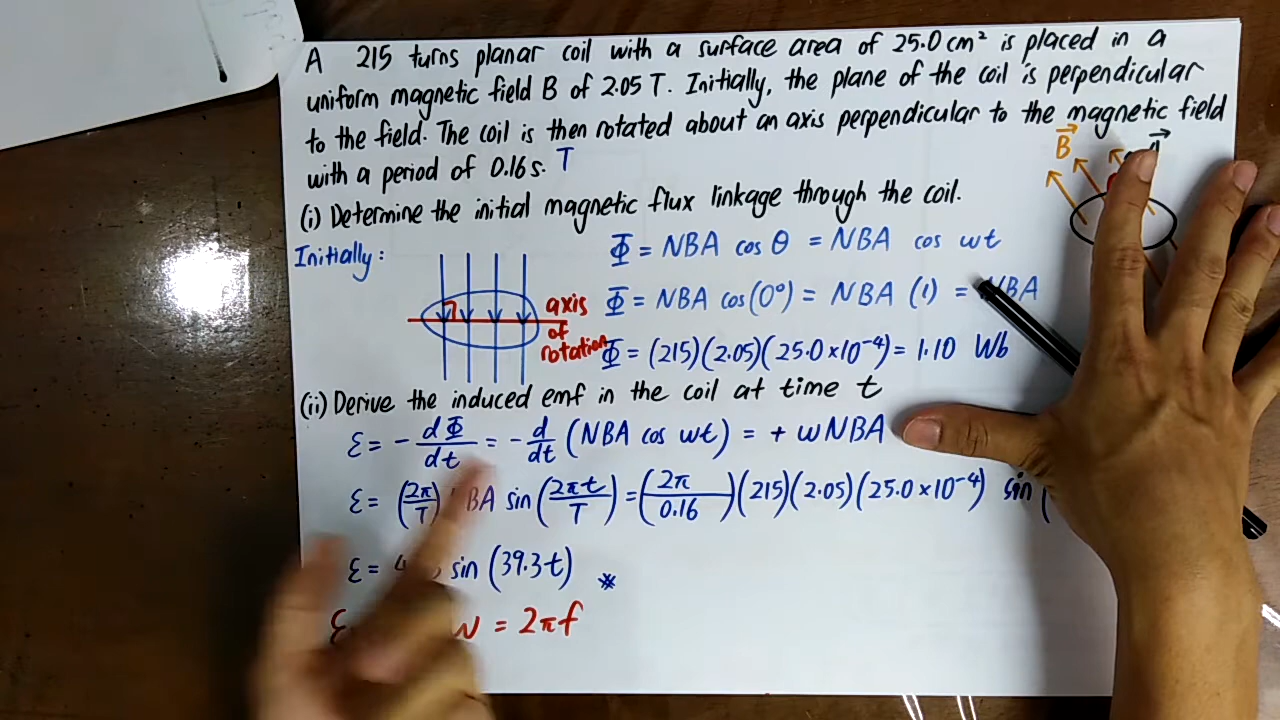 A 215 turns planar coil with a surface area of 25.0 cm² is placed in a
uniform magnetic field B of 2.05 T. Initially, the plane of the coil is perpendicular
to the field. The coil is then rotated about an axis perpendicular to the magnetic field
with a period of 0.16 s. T
B⃗
(i) Determine the initial magnetic flux linkage through the coil.
Initially:
Φ = NBA cos θ = NBA cos ωt
axis
of
rotation
Φ = NBA cos(0°) = NBA (1) = NBA
Φ = (215)(2.05)(25.0×10⁻⁴) = 1.10 Wb
(ii) Derive the induced emf in the coil at time t
ε = - dΦ/dt = - d/dt (NBA cos ωt) = + ωNBA
ε = (2π/T) BA sin (2πt/T) = (2π/0.16)(215)(2.05)(25.0×10⁻⁴) sin (
ε = sin (39.3t) *
ε = 2πf